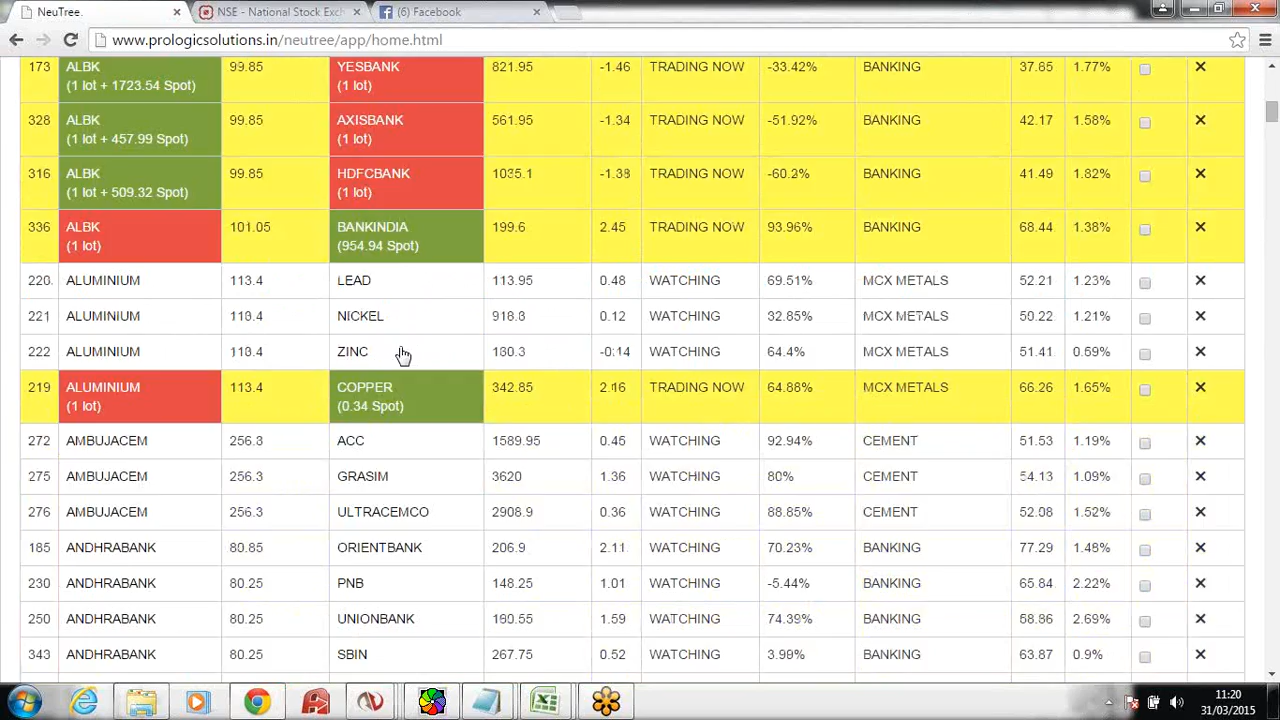 NeuTree.
NSE - National Stock Exch
(6) Facebook
www.prologicsolutions.in/neutree/app/home.html
173 ALBK 99.85 YESBANK 821.95 -1.46 TRADING NOW -33.42% BANKING 37.65 1.77%
(1 lot + 1723.54 Spot) (1 lot)
328 ALBK 99.85 AXISBANK 561.95 -1.34 TRADING NOW -51.92% BANKING 42.17 1.58%
(1 lot + 457.99 Spot) (1 lot)
316 ALBK 99.85 HDFCBANK 1035.1 -1.38 TRADING NOW -60.2% BANKING 41.49 1.82%
(1 lot + 509.32 Spot) (1 lot)
336 ALBK 101.05 BANKINDIA 199.6 2.45 TRADING NOW 93.96% BANKING 68.44 1.38%
(1 lot) (954.94 Spot)
220 ALUMINIUM 113.4 LEAD 113.95 0.48 WATCHING 69.51% MCX METALS 52.21 1.23%
221 ALUMINIUM 113.4 NICKEL 918.3 0.12 WATCHING 32.85% MCX METALS 50.22 1.21%
222 ALUMINIUM 113.4 ZINC 130.3 -0.14 WATCHING 64.4% MCX METALS 51.41 0.59%
219 ALUMINIUM 113.4 COPPER 342.85 2.16 TRADING NOW 64.88% MCX METALS 66.26 1.65%
(1 lot) (0.34 Spot)
272 AMBUJACEM 256.3 ACC 1589.95 0.45 WATCHING 92.94% CEMENT 51.53 1.19%
275 AMBUJACEM 256.3 GRASIM 3620 1.36 WATCHING 80% CEMENT 54.13 1.09%
276 AMBUJACEM 256.3 ULTRACEMCO 2908.9 0.36 WATCHING 88.85% CEMENT 52.08 1.52%
185 ANDHRABANK 80.85 ORIENTBANK 206.9 2.11 WATCHING 70.23% BANKING 77.29 1.48%
230 ANDHRABANK 80.25 PNB 148.25 1.01 WATCHING -5.44% BANKING 65.84 2.22%
250 ANDHRABANK 80.25 UNIONBANK 160.55 1.59 WATCHING 74.39% BANKING 58.86 2.69%
343 ANDHRABANK 80.25 SBIN 267.75 0.52 WATCHING 3.99% BANKING 63.87 0.9%
11:20
31/03/2015